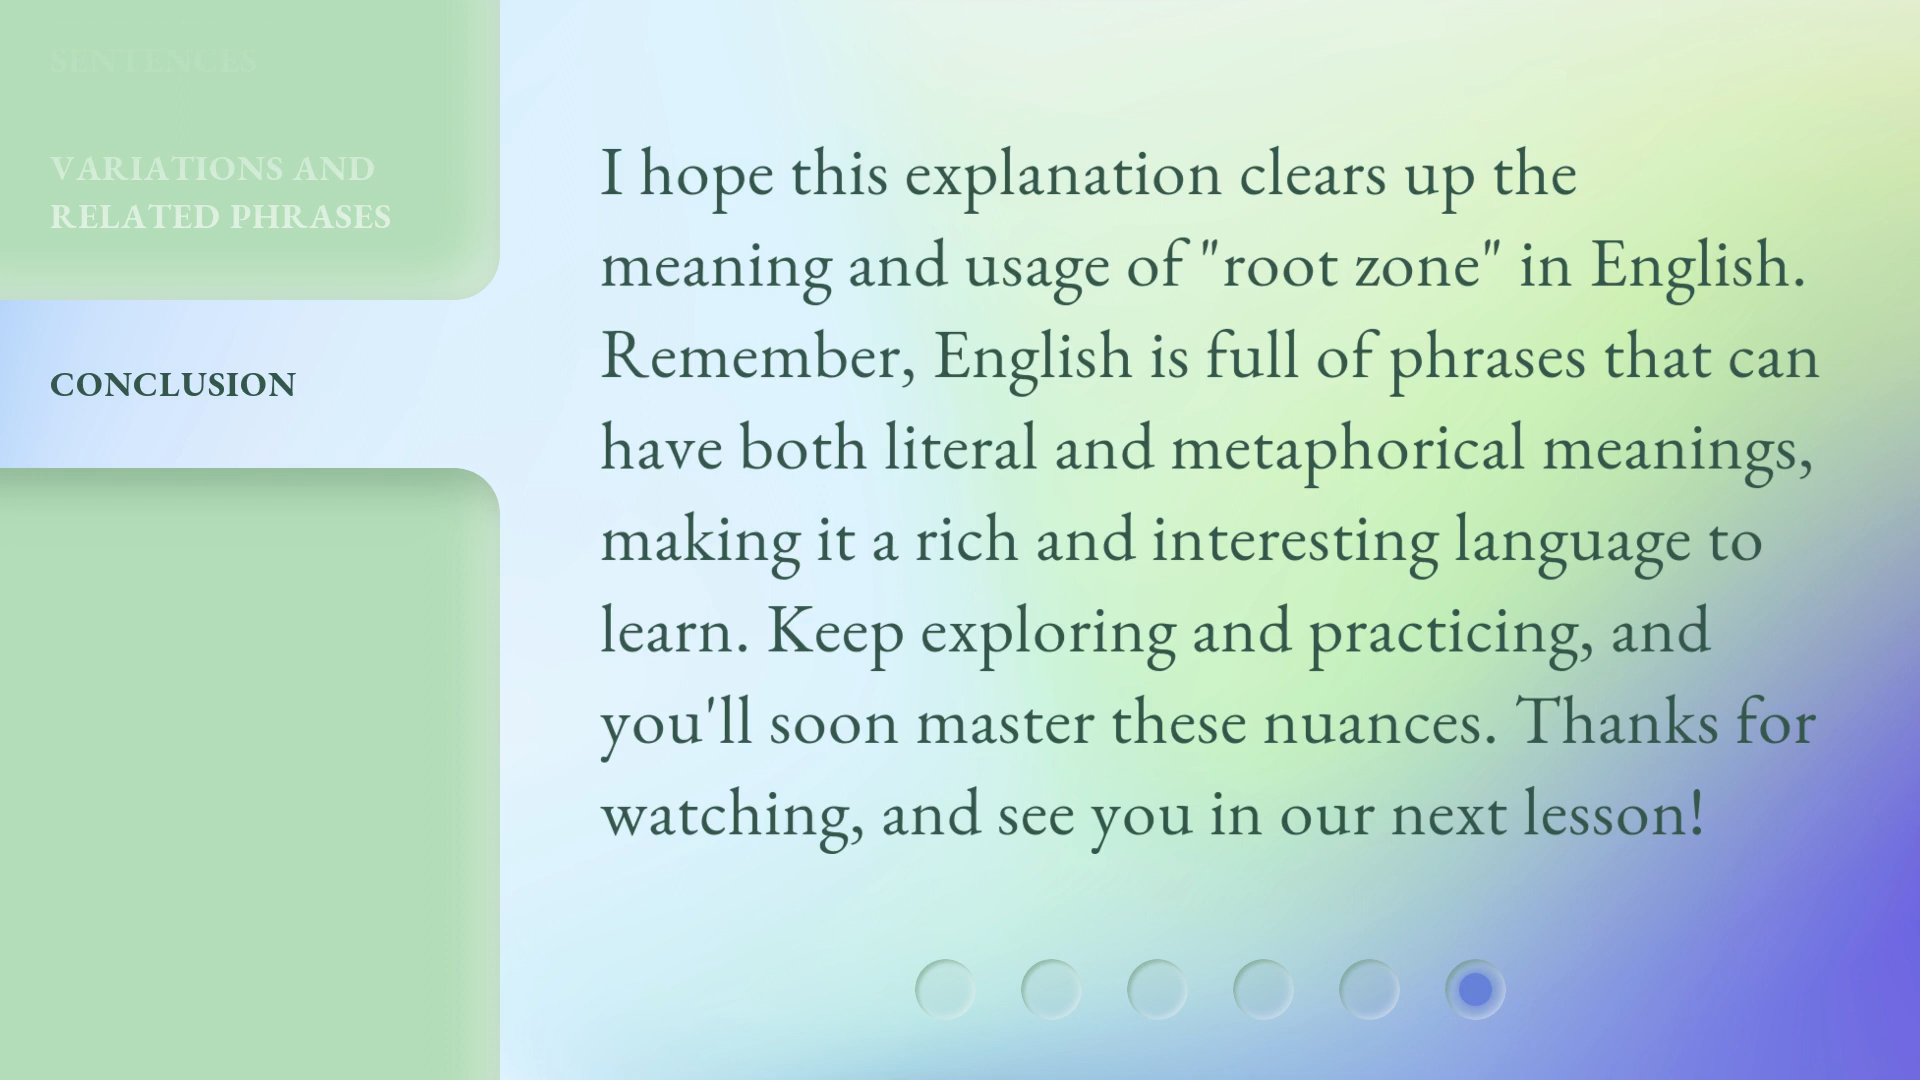 SENTENCES
VARIATIONS AND
RELATED PHRASES
CONCLUSION
I hope this explanation clears up the
meaning and usage of "root zone" in English.
Remember, English is full of phrases that can
have both literal and metaphorical meanings,
making it a rich and interesting language to
learn. Keep exploring and practicing, and
you'll soon master these nuances. Thanks for
watching, and see you in our next lesson!